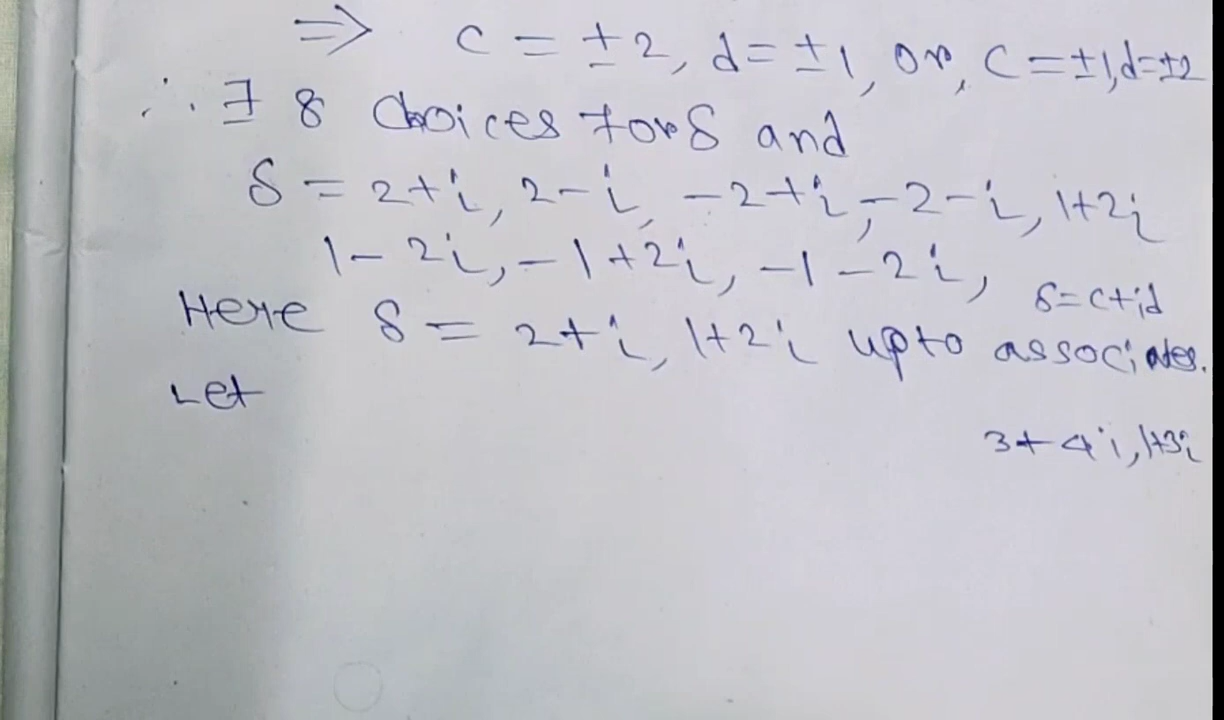 ⇒ c = ±2, d = ±1, or, c = ±1, d = ±2
∴ ∃ 8 choices for δ and
δ = 2+i, 2-i, -2+i, -2-i, 1+2i
1-2i, -1+2i, -1-2i,
δ=c+id
Here δ = 2+i, 1+2i upto associates.
Let
3+4i, 1+3i